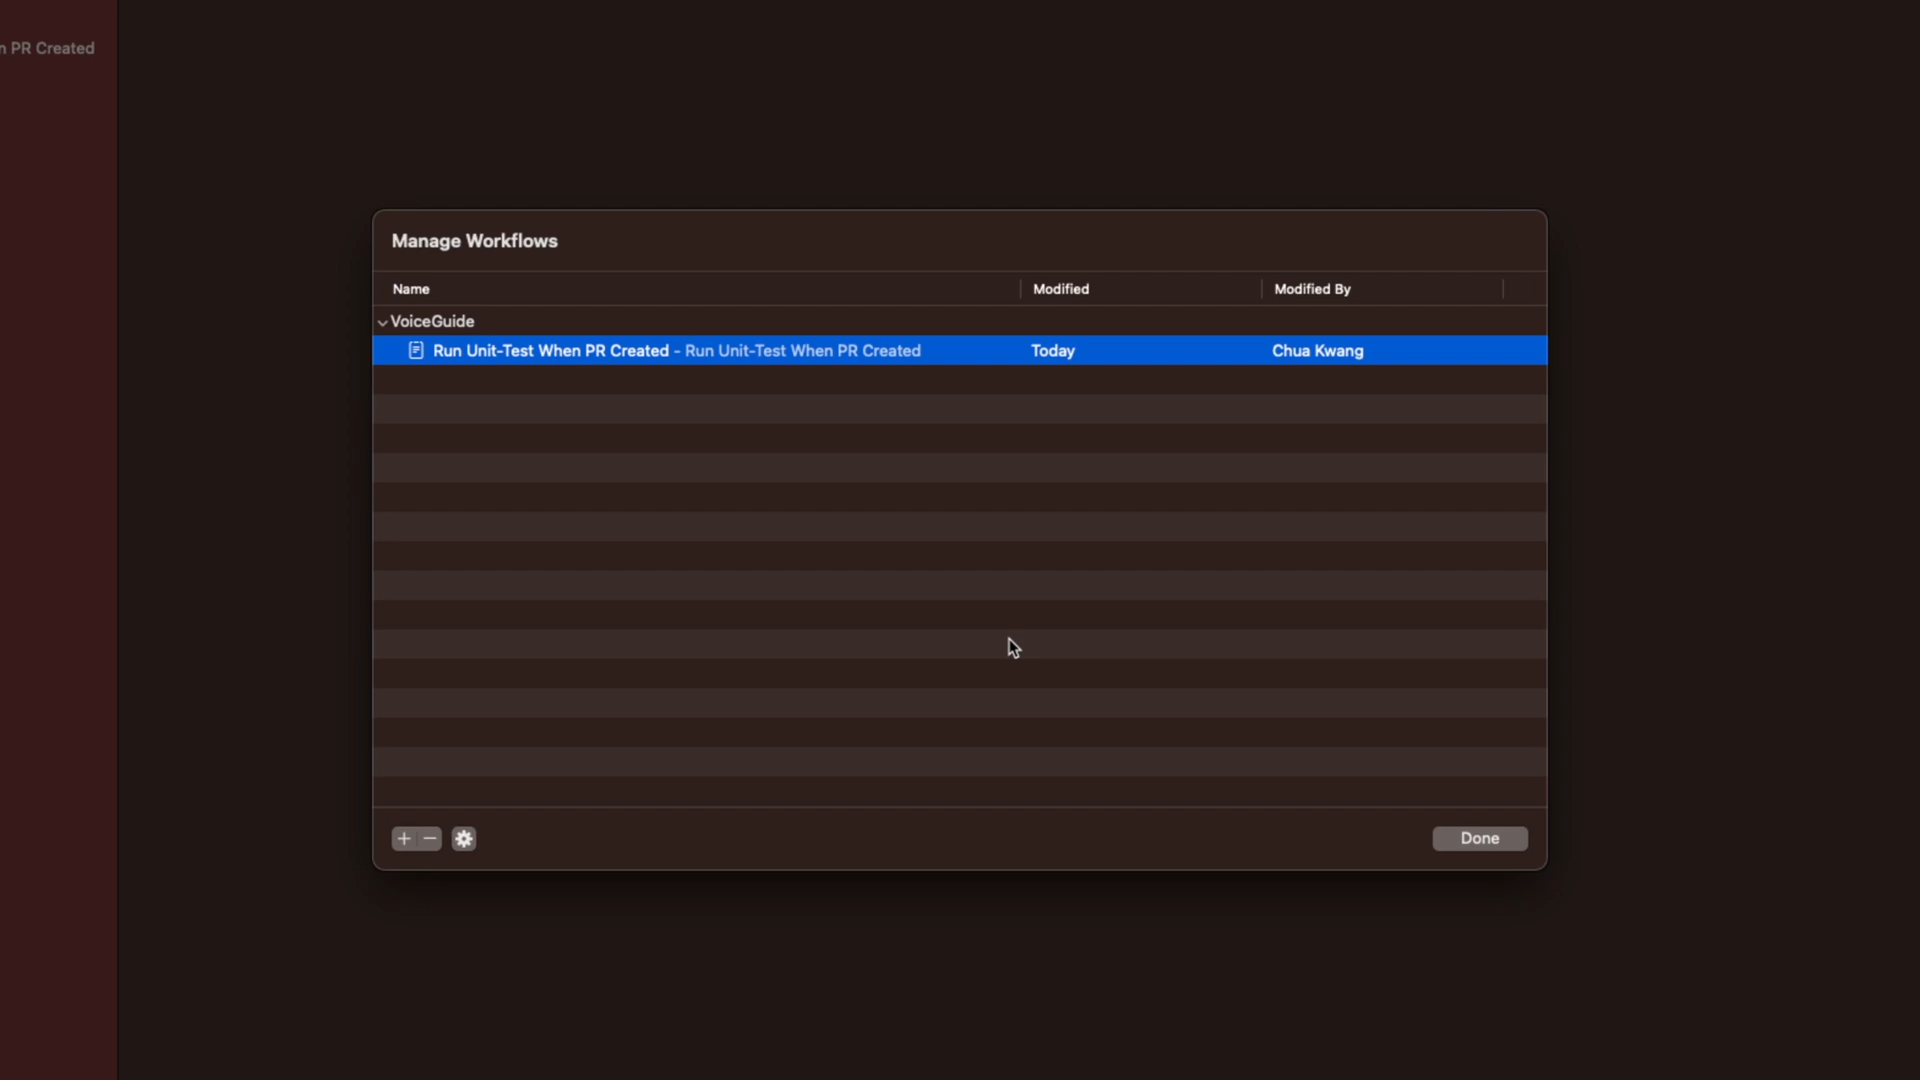 PR Created
Manage Workflows
Name Modified Modified By
VoiceGuide
Run Unit-Test When PR Created – Run Unit-Test When PR Created Today Chua Kwang
Done